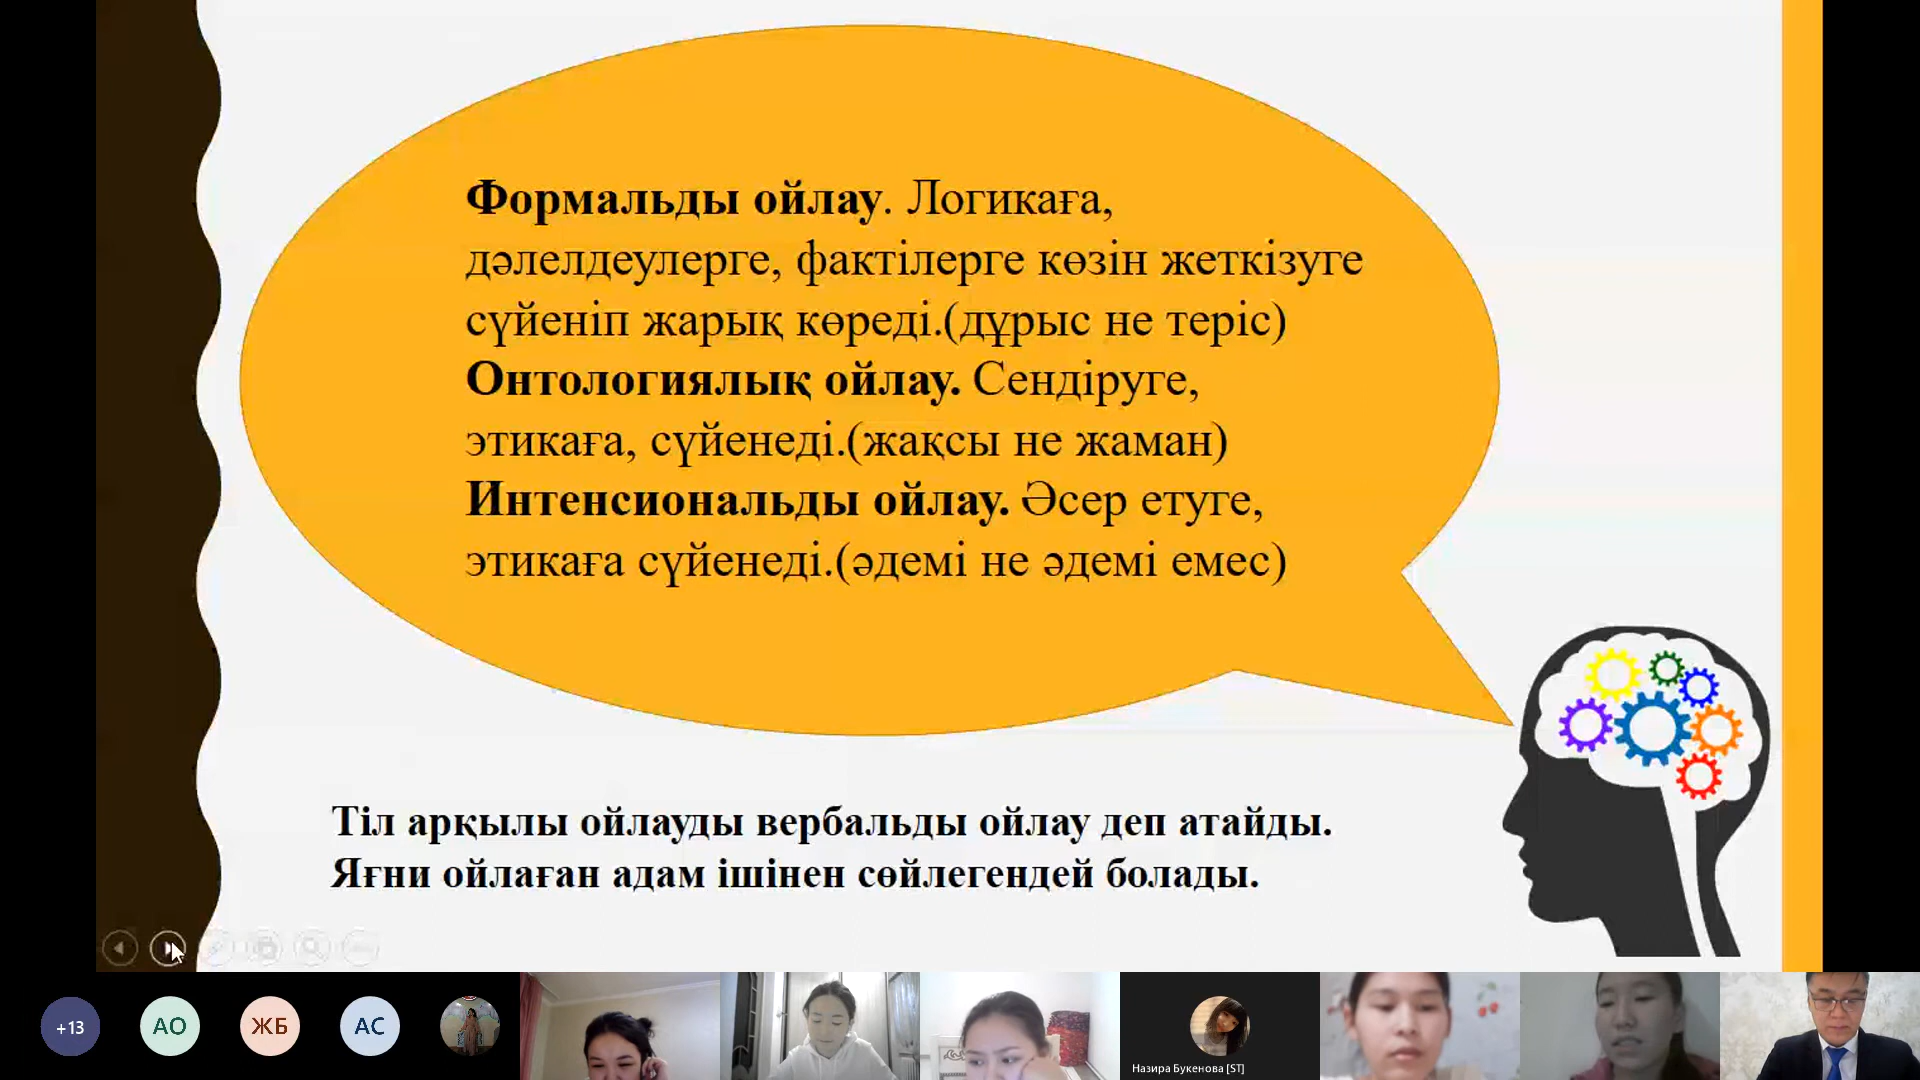 Формальды ойлау. Логикаға,
дәлелдеулерге, фактілерге көзін жеткізуге
сүйеніп жарық көреді.(дұрыс не теріс)
Онтологиялық ойлау. Сендіруге,
этикаға, сүйенеді.(жақсы не жаман)
Интенсиональды ойлау. Әсер етуге,
этикаға сүйенеді.(әдемі не әдемі емес)
Тіл арқылы ойлауды вербальды ойлау деп атайды.
Яғни ойлаған адам ішінен сөйлегендей болады.
+13
АО
ЖБ
АС
Назира Букенова [ST]